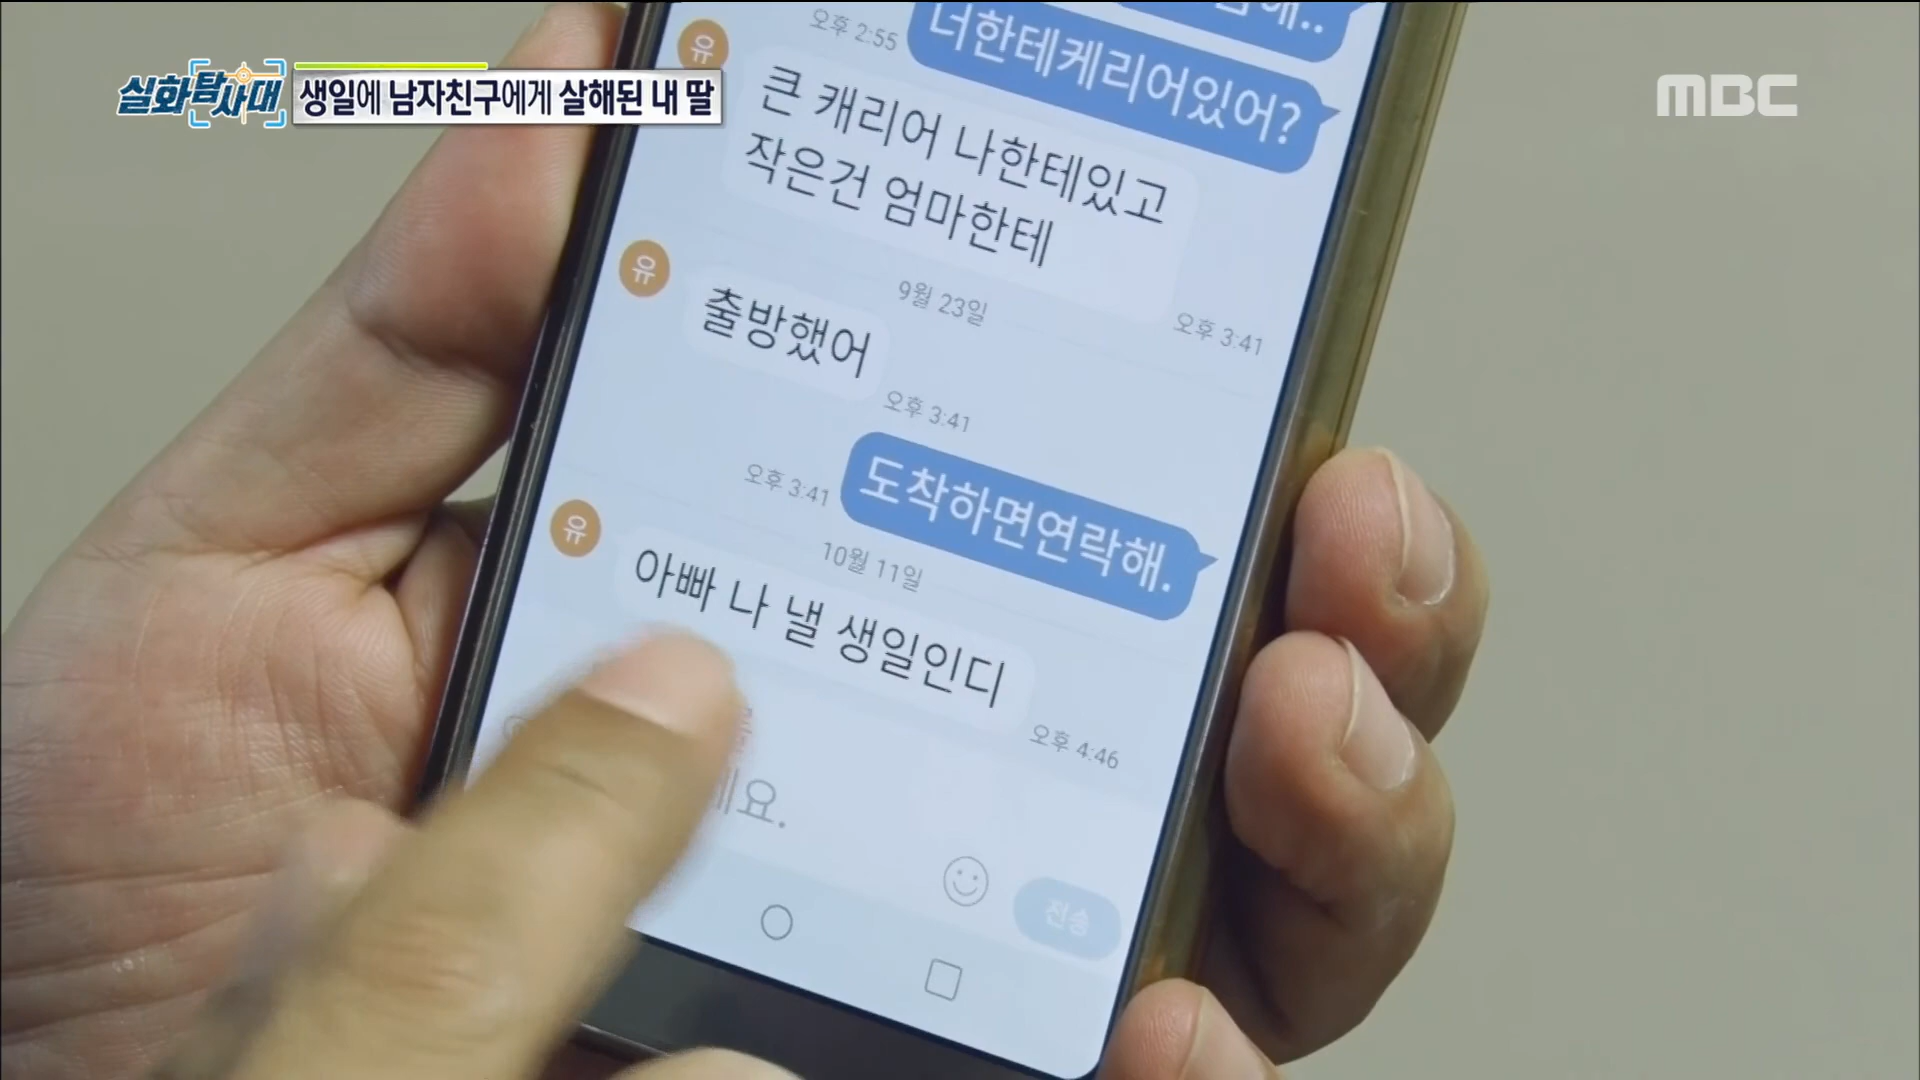 실화탐사대
생일에 남자친구에게 살해된 내 딸
MBC
너한테케리어있어?
오후 2:55
유
큰 캐리어 나한테있고
작은건 엄마한테
오후 3:41
9월 23일
유
출방했어
오후 3:41
도착하면연락해.
오후 3:41
10월 11일
유
아빠 나 낼 생일인디
오후 4:46
전송